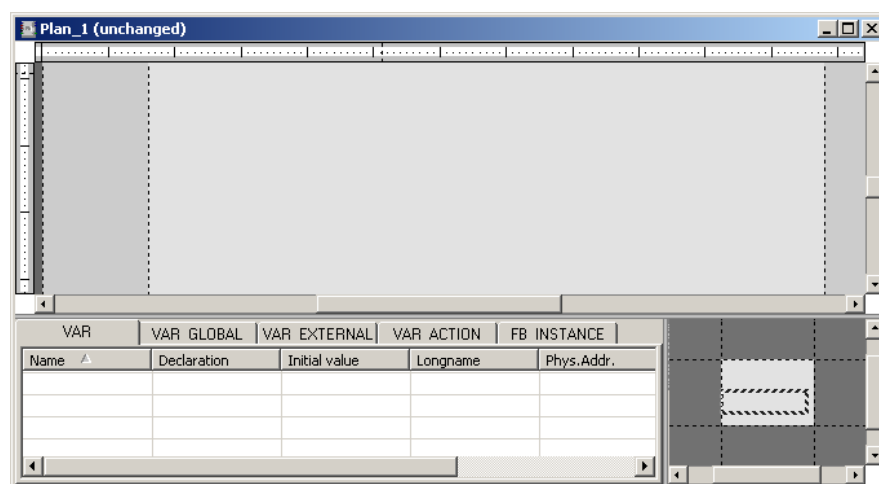 Plan_1 (unchanged)
VAR VAR GLOBAL VAR EXTERNAL VAR ACTION FB INSTANCE
Name Declaration Initial value Longname Phys.Addr.